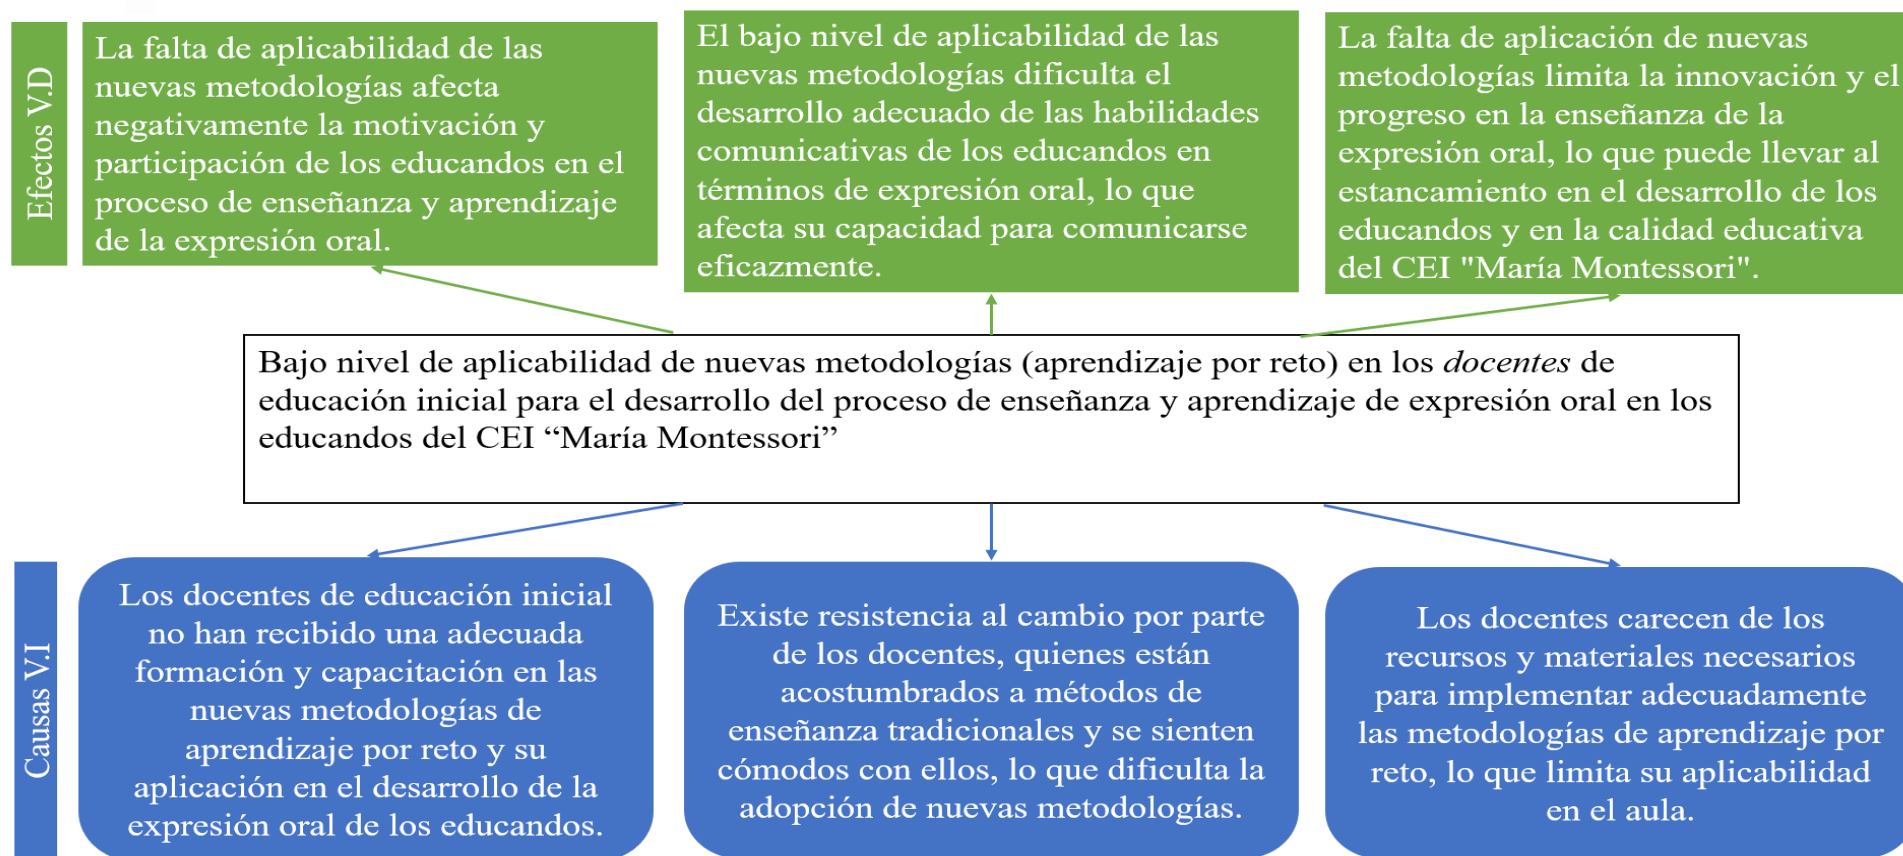 Efectos V.D
La falta de aplicabilidad de las
nuevas metodologías afecta
negativamente la motivación y
participación de los educandos en el
proceso de enseñanza y aprendizaje
de la expresión oral.
El bajo nivel de aplicabilidad de las
nuevas metodologías dificulta el
desarrollo adecuado de las habilidades
comunicativas de los educandos en
términos de expresión oral, lo que
afecta su capacidad para comunicarse
eficazmente.
La falta de aplicación de nuevas
metodologías limita la innovación y el
progreso en la enseñanza de la
expresión oral, lo que puede llevar al
estancamiento en el desarrollo de los
educandos y en la calidad educativa
del CEI "María Montessori".
Bajo nivel de aplicabilidad de nuevas metodologías (aprendizaje por reto) en los docentes de
educación inicial para el desarrollo del proceso de enseñanza y aprendizaje de expresión oral en los
educandos del CEI “María Montessori”
Causas V.I
Los docentes de educación inicial
no han recibido una adecuada
formación y capacitación en las
nuevas metodologías de
aprendizaje por reto y su
aplicación en el desarrollo de la
expresión oral de los educandos.
Existe resistencia al cambio por parte
de los docentes, quienes están
acostumbrados a métodos de
enseñanza tradicionales y se sienten
cómodos con ellos, lo que dificulta la
adopción de nuevas metodologías.
Los docentes carecen de los
recursos y materiales necesarios
para implementar adecuadamente
las metodologías de aprendizaje por
reto, lo que limita su aplicabilidad
en el aula.